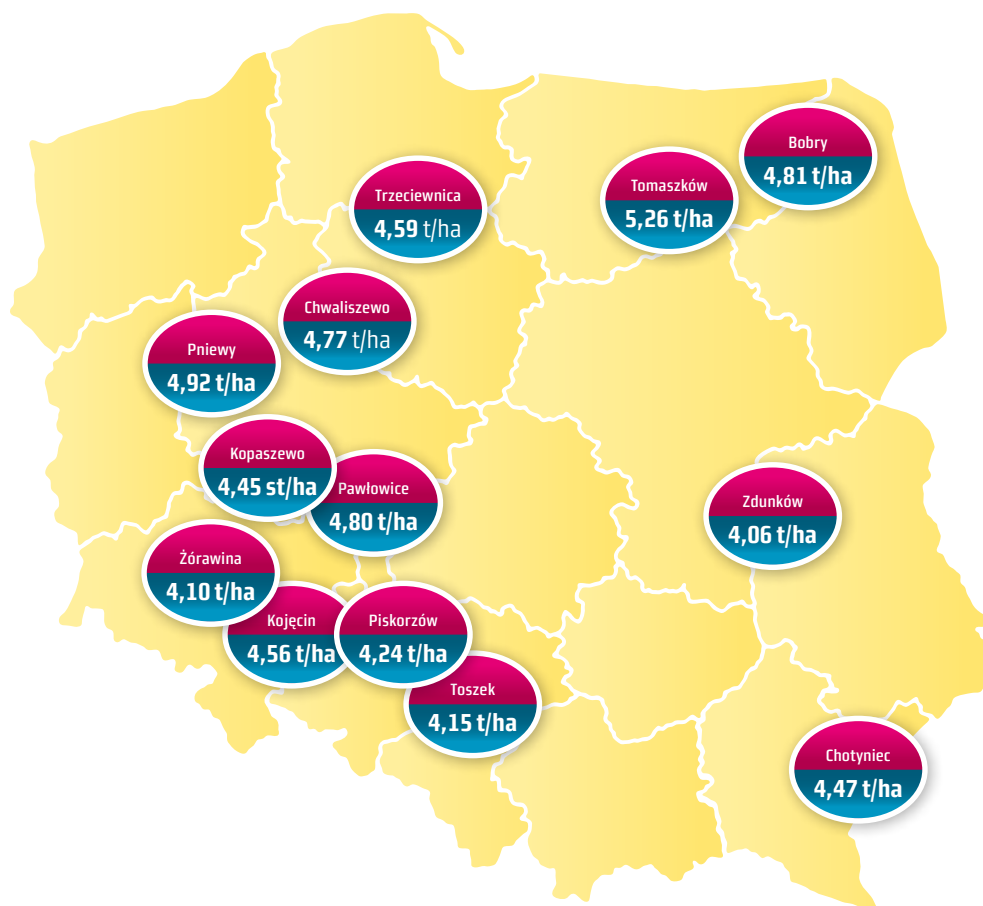 Bobry
4,81 t/ha
Tomaszków
5,26 t/ha
Trzeciewnica
4,59 t/ha
Chwaliszewo
4,77 t/ha
Pniewy
4,92 t/ha
Kopaszewo
4,45 st/ha
Pawłowice
4,80 t/ha
Zdunków
4,06 t/ha
Żórawina
4,10 t/ha
Kojęcin
4,56 t/ha
Piskorzów
4,24 t/ha
Toszek
4,15 t/ha
Chotyniec
4,47 t/ha